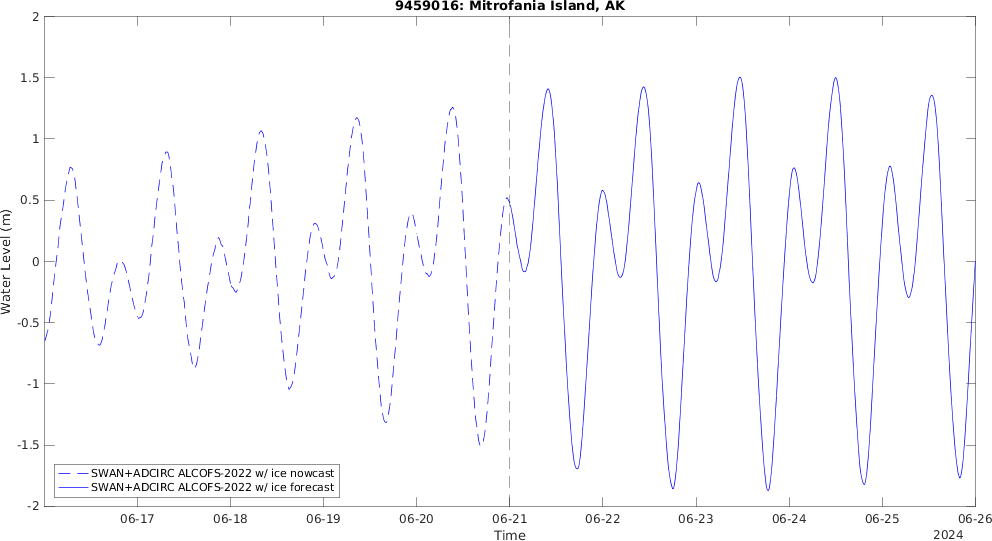 9459016: Mitrofania Island, AK
Water Level (m)
2
1.5
1
0.5
0
-0.5
-1
-1.5
-2
SWAN+ADCIRC ALCOFS-2022 w/ ice nowcast
SWAN+ADCIRC ALCOFS-2022 w/ ice forecast
06-17 06-18 06-19 06-20 06-21 06-22 06-23 06-24 06-25 06-26
Time
2024